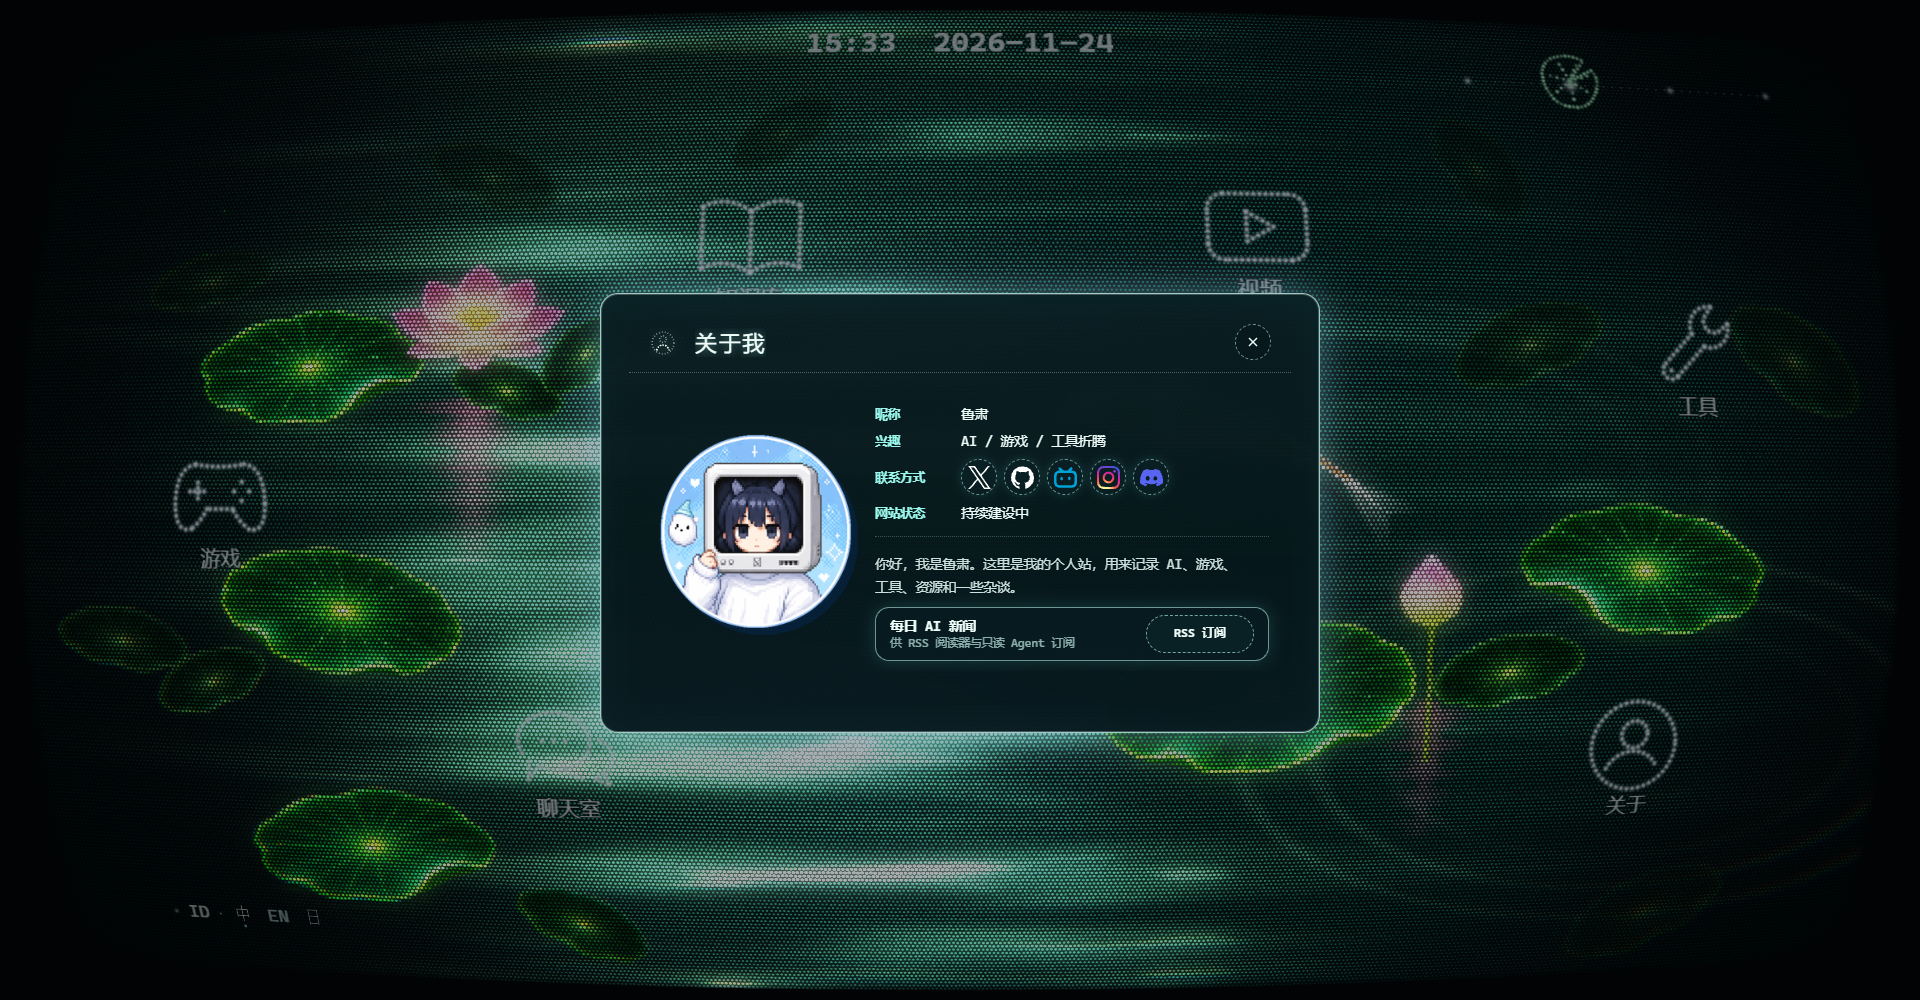 15:33 2026-11-24
视频
关于我
昵称 鲁肃
兴趣 AI / 游戏 / 工具折腾
联系方式
网站状态 持续建设中
你好，我是鲁肃。这里是我的个人站，用来记录 AI、游戏、
工具、资源和一些杂谈。
每日 AI 新闻
供 RSS 阅读器与只读 Agent 订阅
RSS 订阅
工具
游戏
聊天室
关于
ID · 中 EN 日